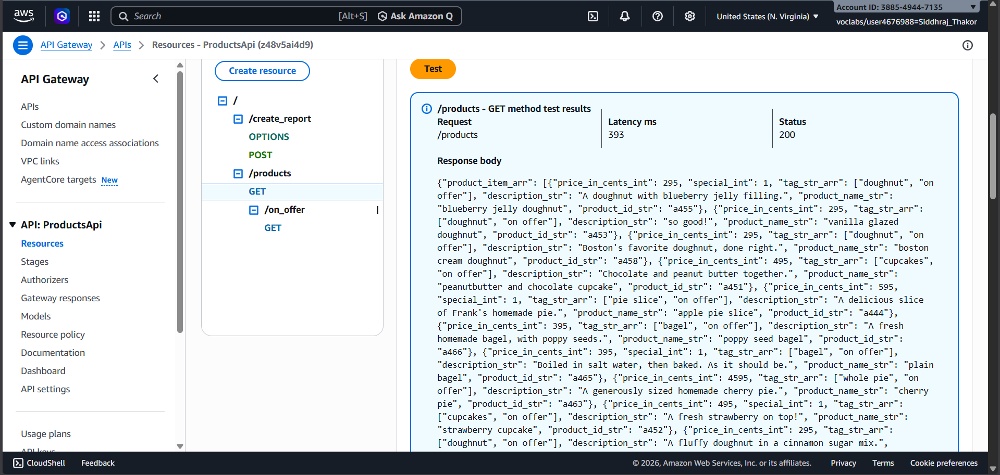 aws
Search
[Alt+S]
Ask Amazon Q
United States (N. Virginia)
Account ID: 3885-4944-7135
voclabs/user4676988=Siddhraj_Thakor
API Gateway
APIs
Resources - ProductsApi (z48v5ai4d9)
API Gateway
APIs
Custom domain names
Domain name access associations
VPC links
AgentCore targets New
API: ProductsApi
Resources
Stages
Authorizers
Gateway responses
Models
Resource policy
Documentation
Dashboard
API settings
Usage plans
API keys
Create resource
/
/create_report
OPTIONS
POST
/products
GET
/on_offer
GET
Test
/products - GET method test results
Request
/products
Latency ms
393
Status
200
Response body
{"product_item_arr": [{"price_in_cents_int": 295, "special_int": 1, "tag_str_arr": ["doughnut", "on
offer"], "description_str": "A doughnut with blueberry jelly filling.", "product_name_str":
"blueberry jelly doughnut", "product_id_str": "a455"}, {"price_in_cents_int": 295, "tag_str_arr":
["doughnut", "on offer"], "description_str": "so good!", "product_name_str": "vanilla glazed
doughnut", "product_id_str": "a453"}, {"price_in_cents_int": 295, "tag_str_arr": ["doughnut", "on
offer"], "description_str": "Boston's favorite doughnut, done right.", "product_name_str": "boston
cream doughnut", "product_id_str": "a458"}, {"price_in_cents_int": 495, "tag_str_arr": ["cupcakes",
"on offer"], "description_str": "Chocolate and peanut butter together.", "product_name_str":
"peanutbutter and chocolate cupcake", "product_id_str": "a451"}, {"price_in_cents_int": 595,
"special_int": 1, "tag_str_arr": ["pie slice", "on offer"], "description_str": "A delicious slice
of Frank's homemade pie.", "product_name_str": "apple pie slice", "product_id_str": "a444"},
{"price_in_cents_int": 395, "tag_str_arr": ["bagel", "on offer"], "description_str": "A fresh
homemade bagel, with poppy seeds.", "product_name_str": "poppy seed bagel", "product_id_str":
"a466"}, {"price_in_cents_int": 395, "special_int": 1, "tag_str_arr": ["bagel", "on offer"],
"description_str": "Boiled in salt water, then baked. As it should be.", "product_name_str": "plain
bagel", "product_id_str": "a465"}, {"price_in_cents_int": 4595, "tag_str_arr": ["whole pie", "on
offer"], "description_str": "A generously sized homemade cherry pie.", "product_name_str": "cherry
pie", "product_id_str": "a463"}, {"price_in_cents_int": 495, "special_int": 1, "tag_str_arr":
["cupcakes", "on offer"], "description_str": "A fresh strawberry on top!", "product_name_str":
"strawberry cupcake", "product_id_str": "a452"}, {"price_in_cents_int": 295, "tag_str_arr":
["doughnut", "on offer"], "description_str": "A fluffy doughnut in a cinnamon sugar mix.",
CloudShell
Feedback
© 2026, Amazon Web Services, Inc. or its affiliates.
Privacy
Terms
Cookie preferences